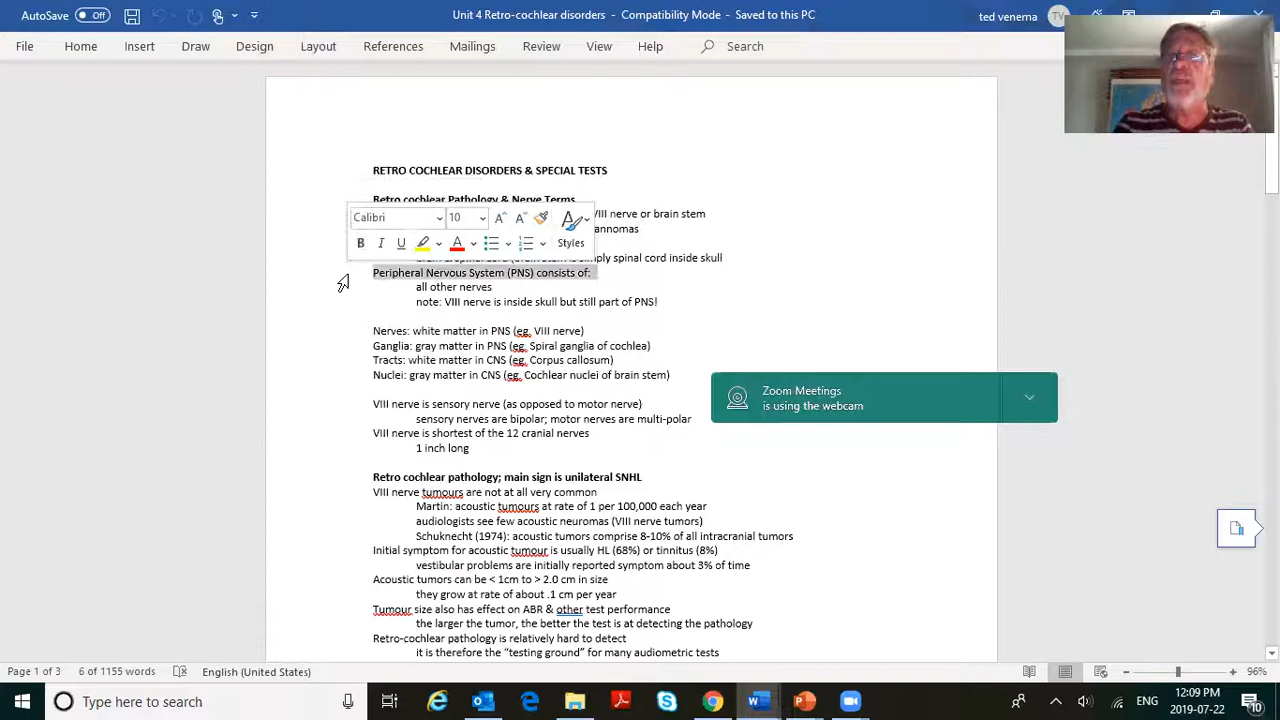 AutoSave Off
Unit 4 Retro-cochlear disorders - Compatibility Mode - Saved to this PC
ted venema
File Home Insert Draw Design Layout References Mailings Review View Help Search
RETRO COCHLEAR DISORDERS & SPECIAL TESTS
Retro cochlear Pathology & Nerve Terms
Calibri 10
VIII nerve or brain stem
annomas
B I U A Styles
simply spinal cord inside skull
Peripheral Nervous System (PNS) consists of:
all other nerves
note: VIII nerve is inside skull but still part of PNS!
Nerves: white matter in PNS (eg. VIII nerve)
Ganglia: gray matter in PNS (eg. Spiral ganglia of cochlea)
Tracts: white matter in CNS (eg. Corpus callosum)
Nuclei: gray matter in CNS (eg. Cochlear nuclei of brain stem)
Zoom Meetings
is using the webcam
VIII nerve is sensory nerve (as opposed to motor nerve)
sensory nerves are bipolar; motor nerves are multi-polar
VIII nerve is shortest of the 12 cranial nerves
1 inch long
Retro cochlear pathology; main sign is unilateral SNHL
VIII nerve tumours are not at all very common
Martin: acoustic tumours at rate of 1 per 100,000 each year
audiologists see few acoustic neuromas (VIII nerve tumors)
Schuknecht (1974): acoustic tumors comprise 8-10% of all intracranial tumors
Initial symptom for acoustic tumour is usually HL (68%) or tinnitus (8%)
vestibular problems are initially reported symptom about 3% of time
Acoustic tumors can be < 1cm to > 2.0 cm in size
they grow at rate of about .1 cm per year
Tumour size also has effect on ABR & other test performance
the larger the tumor, the better the test is at detecting the pathology
Retro-cochlear pathology is relatively hard to detect
it is therefore the “testing ground” for many audiometric tests
Page 1 of 3 6 of 1155 words English (United States) 96%
Type here to search
ENG
12:09 PM
2019-07-22
10